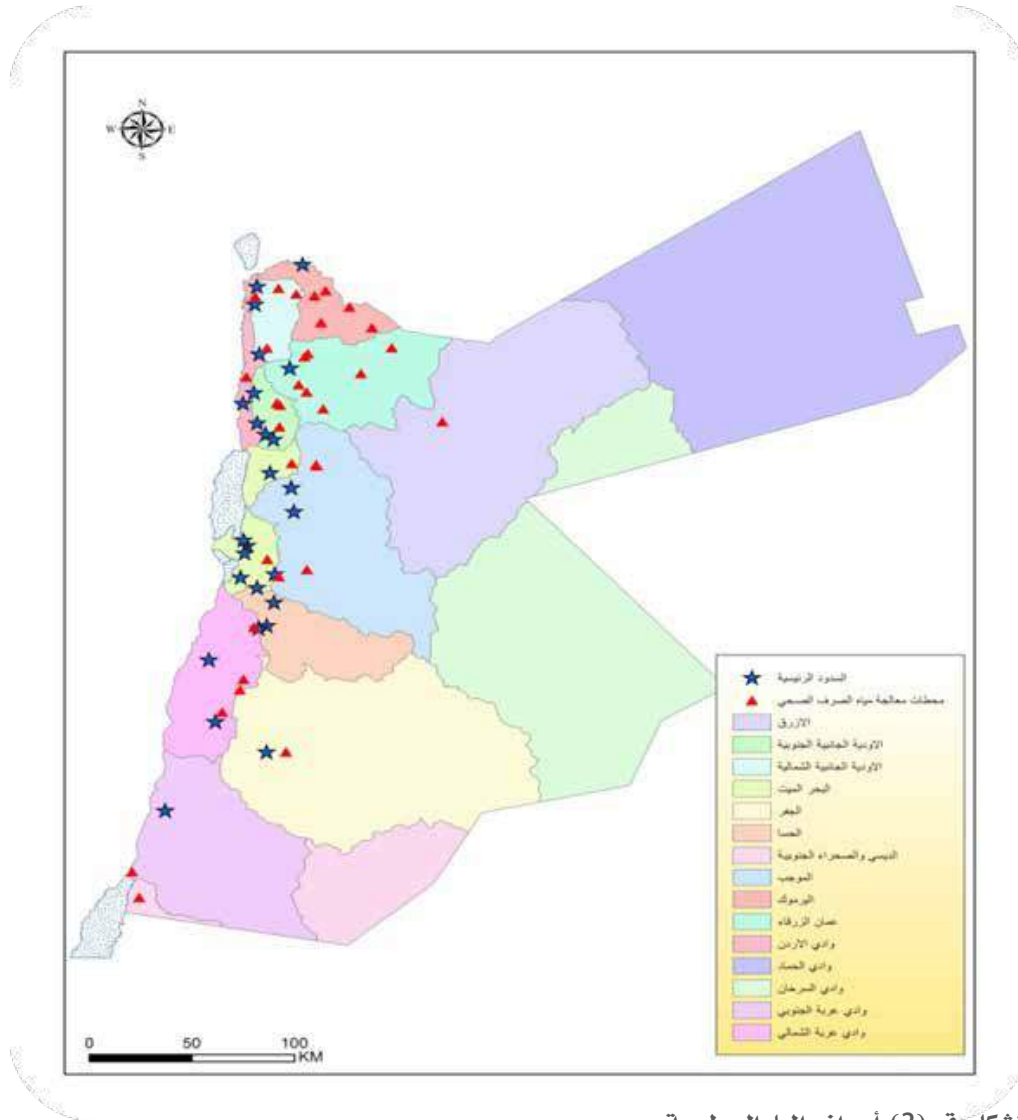 N
W E
S
السدود الرئيسية
محطات معالجة مياه الصرف الصحي
الازرق
الاودية الجانبية الجنوبية
الاودية الجانبية الشمالية
البحر الميت
الجفر
الحسا
الديسي والصحراء الجنوبية
الموجب
اليرموك
عمان الزرقاء
وادي الاردن
وادي الحماد
وادي السرحان
وادي عربة الجنوبي
وادي عربة الشمالي
0 50 100
KM
(2)